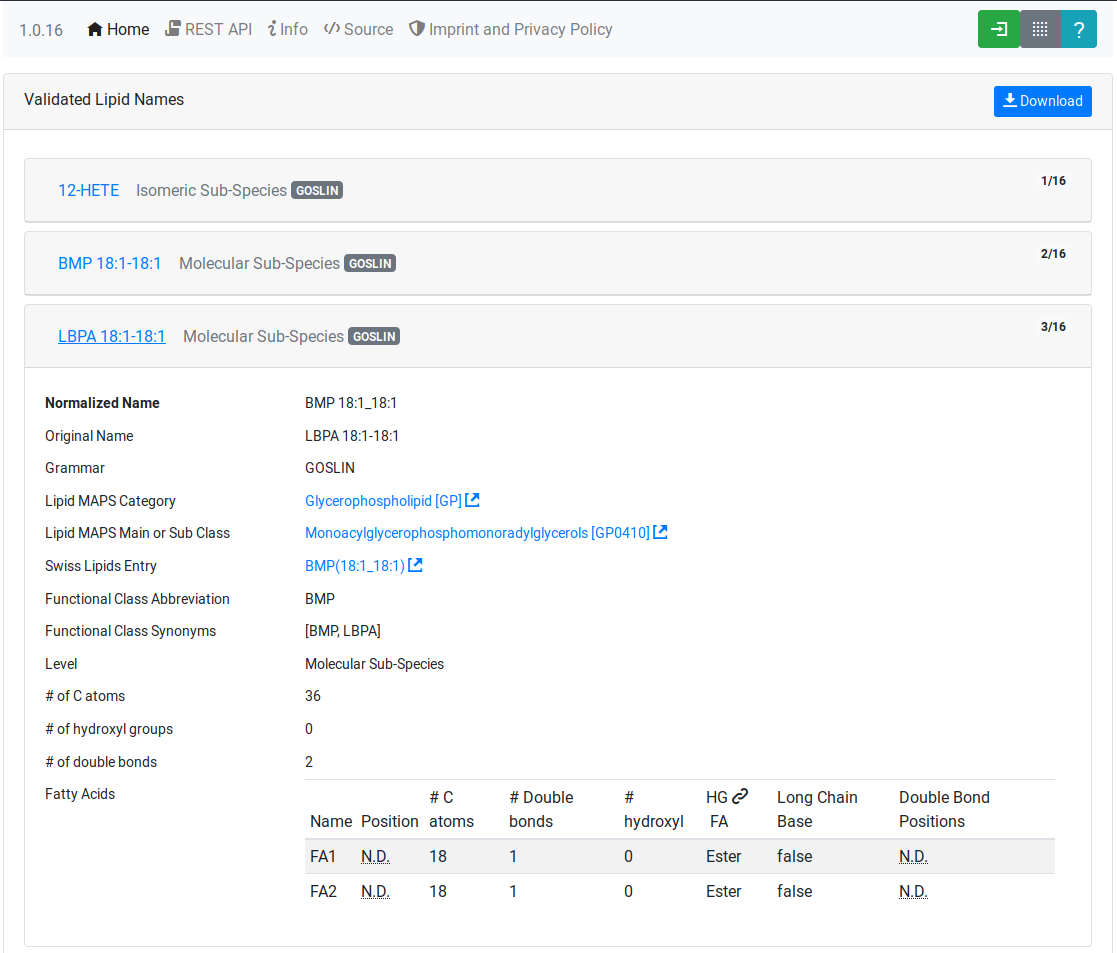 1.0.16 Home REST API Info Source Imprint and Privacy Policy ?
Validated Lipid Names Download
12-HETE Isomeric Sub-Species GOSLIN 1/16
BMP 18:1-18:1 Molecular Sub-Species GOSLIN 2/16
LBPA 18:1-18:1 Molecular Sub-Species GOSLIN 3/16
Normalized Name BMP 18:1_18:1
Original Name LBPA 18:1-18:1
Grammar GOSLIN
Lipid MAPS Category Glycerophospholipid [GP]
Lipid MAPS Main or Sub Class Monoacylglycerophosphomonoradylglycerols [GP0410]
Swiss Lipids Entry BMP(18:1_18:1)
Functional Class Abbreviation BMP
Functional Class Synonyms [BMP, LBPA]
Level Molecular Sub-Species
# of C atoms 36
# of hydroxyl groups 0
# of double bonds 2
Fatty Acids
# C # Double # HG Long Chain Double Bond
Name Position atoms bonds hydroxyl FA Base Positions
FA1 N.D. 18 1 0 Ester false N.D.
FA2 N.D. 18 1 0 Ester false N.D.